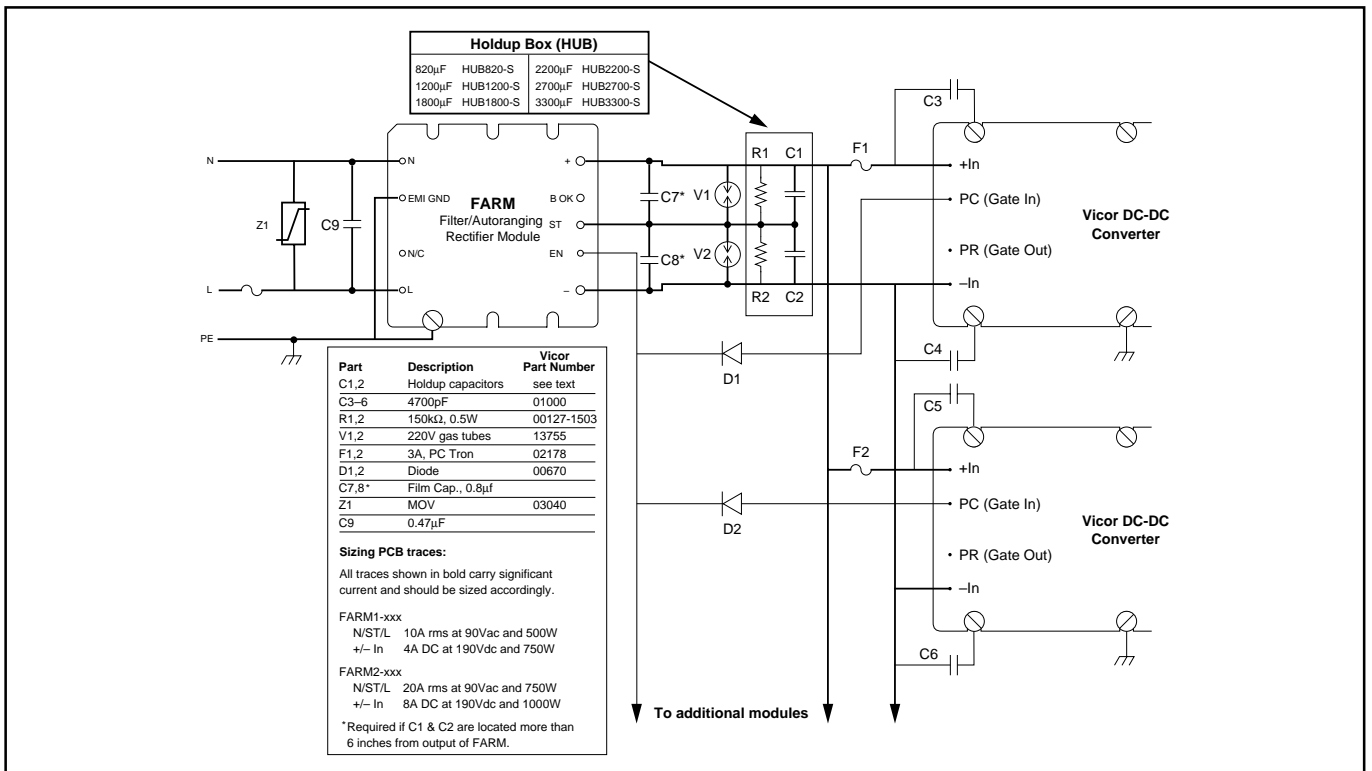 Holdup Box (HUB)
820µF HUB820-S 2200µF HUB2200-S
1200µF HUB1200-S 2700µF HUB2700-S
1800µF HUB1800-S 3300µF HUB3300-S
N
L
PE
Z1
C9
N
EMI GND
N/C
L
FARM
Filter/Autoranging
Rectifier Module
+
B OK
ST
EN
–
C7*
C8*
V1
V2
R1 C1
R2 C2
F1
C3
+In
PC (Gate In)
PR (Gate Out)
–In
Vicor DC-DC
Converter
C4
D1
C5
F2
+In
PC (Gate In)
PR (Gate Out)
–In
Vicor DC-DC
Converter
D2
C6
To additional modules
Part Description Vicor Part Number
C1,2 Holdup capacitors see text
C3–6 4700pF 01000
R1,2 150kΩ, 0.5W 00127-1503
V1,2 220V gas tubes 13755
F1,2 3A, PC Tron 02178
D1,2 Diode 00670
C7,8* Film Cap., 0.8µf
Z1 MOV 03040
C9 0.47µF
Sizing PCB traces:
All traces shown in bold carry significant
current and should be sized accordingly.
FARM1-xxx
N/ST/L 10A rms at 90Vac and 500W
+/– In 4A DC at 190Vdc and 750W
FARM2-xxx
N/ST/L 20A rms at 90Vac and 750W
+/– In 8A DC at 190Vdc and 1000W
*Required if C1 & C2 are located more than
6 inches from output of FARM.